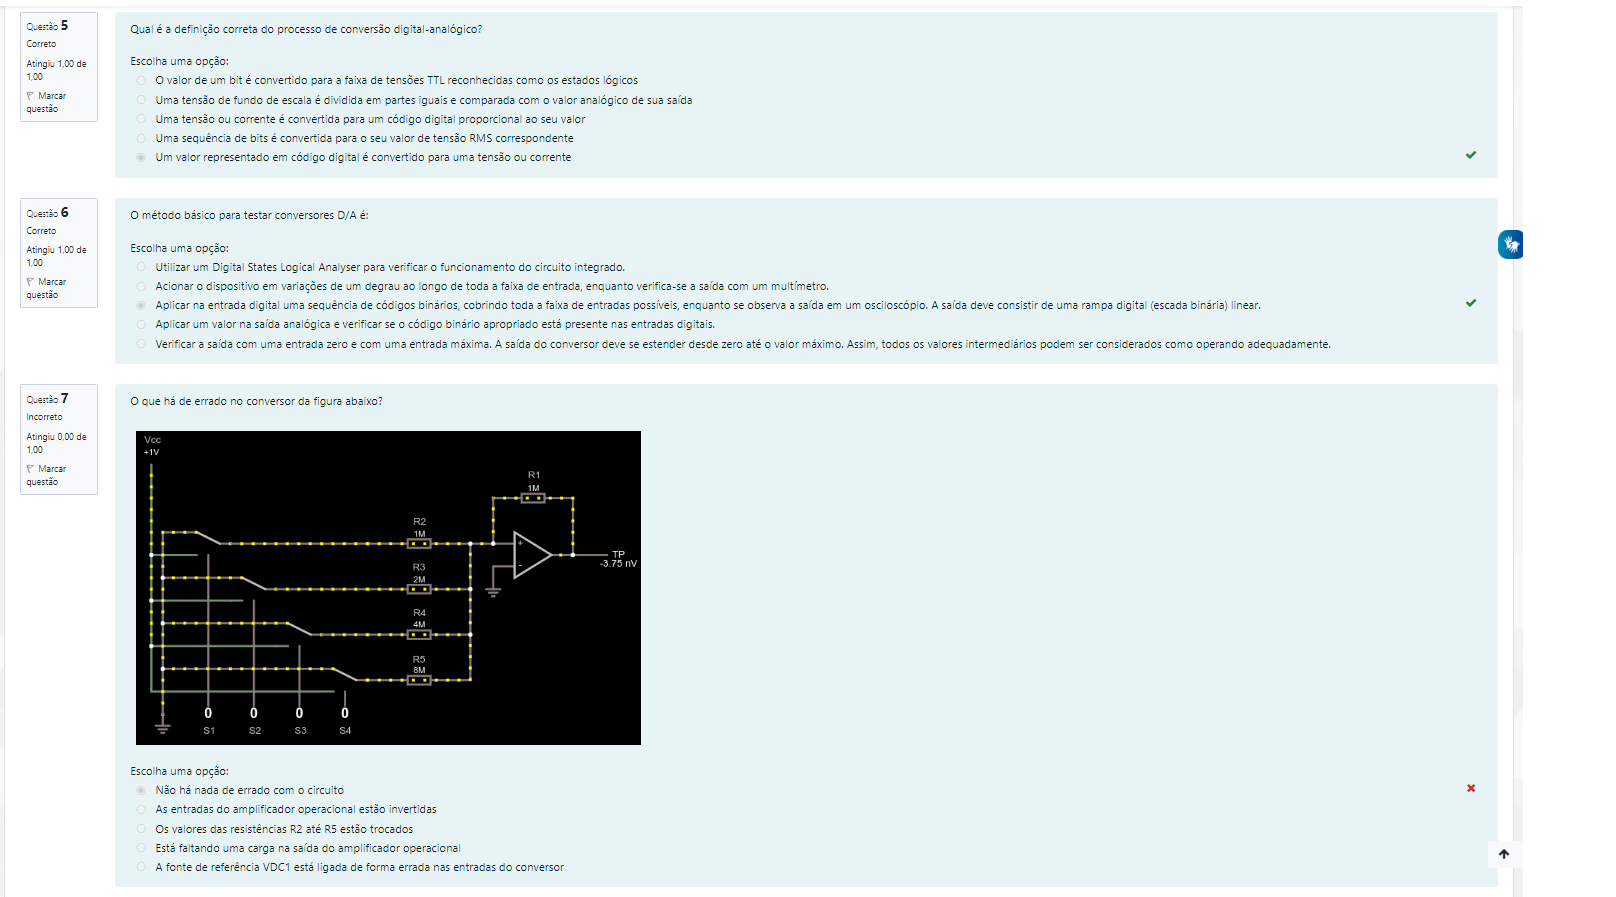 Questão 5
Correto
Atingiu 1,00 de
1,00
Marcar
questão
Qual é a definição correta do processo de conversão digital-analógico?
Escolha uma opção:
O valor de um bit é convertido para a faixa de tensões TTL reconhecidas como os estados lógicos
Uma tensão de fundo de escala é dividida em partes iguais e comparada com o valor analógico de sua saída
Uma tensão ou corrente é convertida para um código digital proporcional ao seu valor
Uma sequência de bits é convertida para o seu valor de tensão RMS correspondente
Um valor representado em código digital é convertido para uma tensão ou corrente
Questão 6
Correto
Atingiu 1,00 de
1,00
Marcar
questão
O método básico para testar conversores D/A é:
Escolha uma opção:
Utilizar um Digital States Logical Analyser para verificar o funcionamento do circuito integrado.
Acionar o dispositivo em variações de um degrau ao longo de toda a faixa de entrada, enquanto verifica-se a saída com um multímetro.
Aplicar na entrada digital uma sequência de códigos binários, cobrindo toda a faixa de entradas possíveis, enquanto se observa a saída em um osciloscópio. A saída deve consistir de uma rampa digital (escada binária) linear.
Aplicar um valor na saída analógica e verificar se o código binário apropriado está presente nas entradas digitais.
Verificar a saída com uma entrada zero e com uma entrada máxima. A saída do conversor deve se estender desde zero até o valor máximo. Assim, todos os valores intermediários podem ser considerados como operando adequadamente.
Questão 7
Incorreto
Atingiu 0,00 de
1,00
Marcar
questão
O que há de errado no conversor da figura abaixo?
Vcc
+1V
R1
1M
R2
1M
+
-
TP
-3.75 nV
R3
2M
R4
4M
R5
8M
0 0 0 0
S1 S2 S3 S4
Escolha uma opção:
Não há nada de errado com o circuito
As entradas do amplificador operacional estão invertidas
Os valores das resistências R2 até R5 estão trocados
Está faltando uma carga na saída do amplificador operacional
A fonte de referência VDC1 está ligada de forma errada nas entradas do conversor